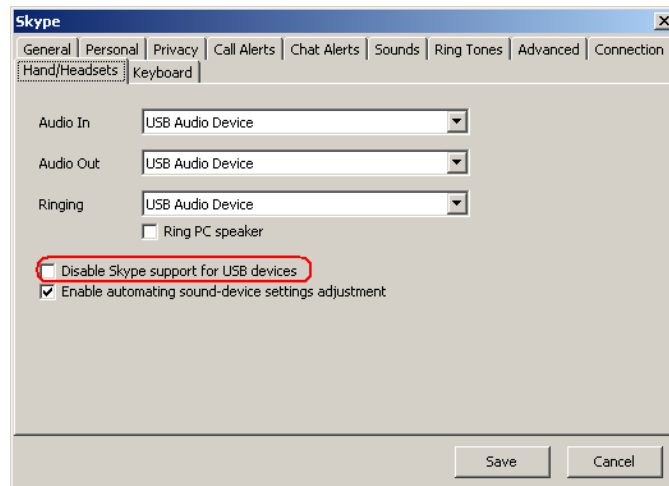 Skype
General Personal Privacy Call Alerts Chat Alerts Sounds Ring Tones Advanced Connection
Hand/Headsets Keyboard
Audio In USB Audio Device
Audio Out USB Audio Device
Ringing USB Audio Device
Ring PC speaker
Disable Skype support for USB devices
Enable automating sound-device settings adjustment
Save Cancel